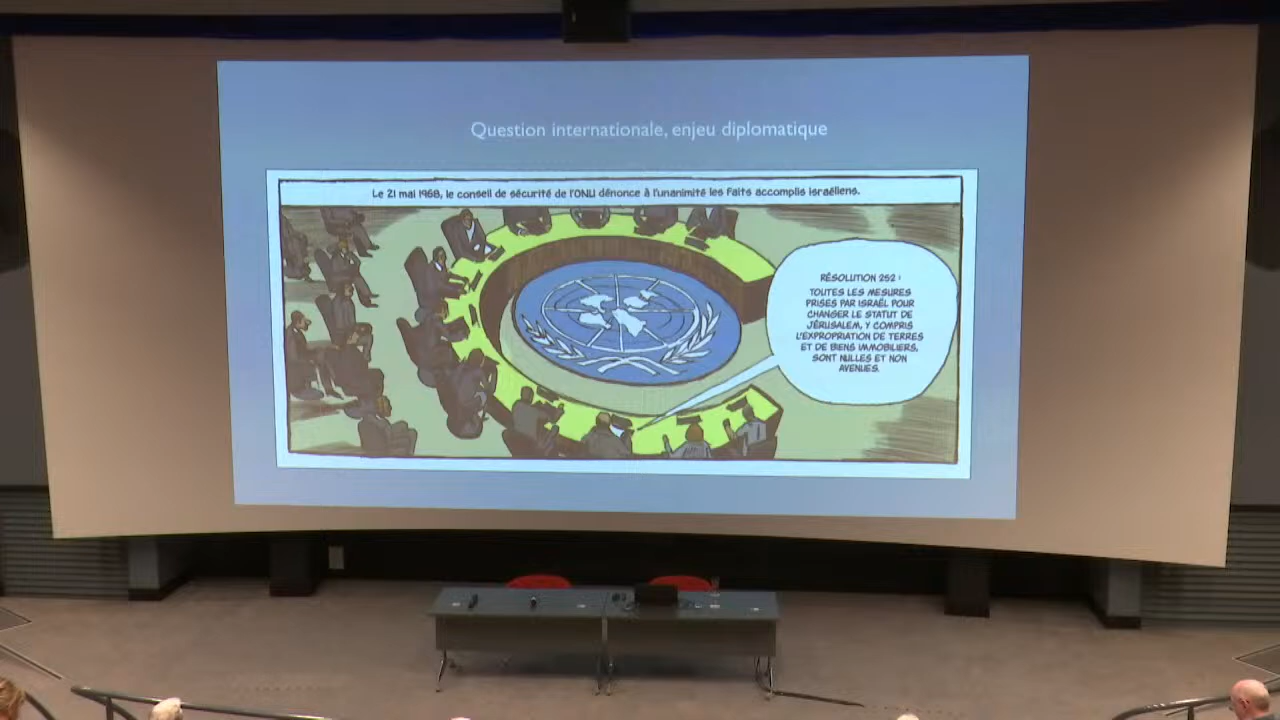 Question internationale, enjeu diplomatique
Le 21 mai 1968, le conseil de sécurité de l'ONU dénonce à l'unanimité les faits accomplis israéliens.
RÉSOLUTION 252 :
TOUTES LES MESURES
PRISES PAR ISRAËL POUR
CHANGER LE STATUT DE
JÉRUSALEM, Y COMPRIS
L'EXPROPRIATION DE TERRES
ET DE BIENS IMMOBILIERS,
SONT NULLES ET NON
AVENUES.